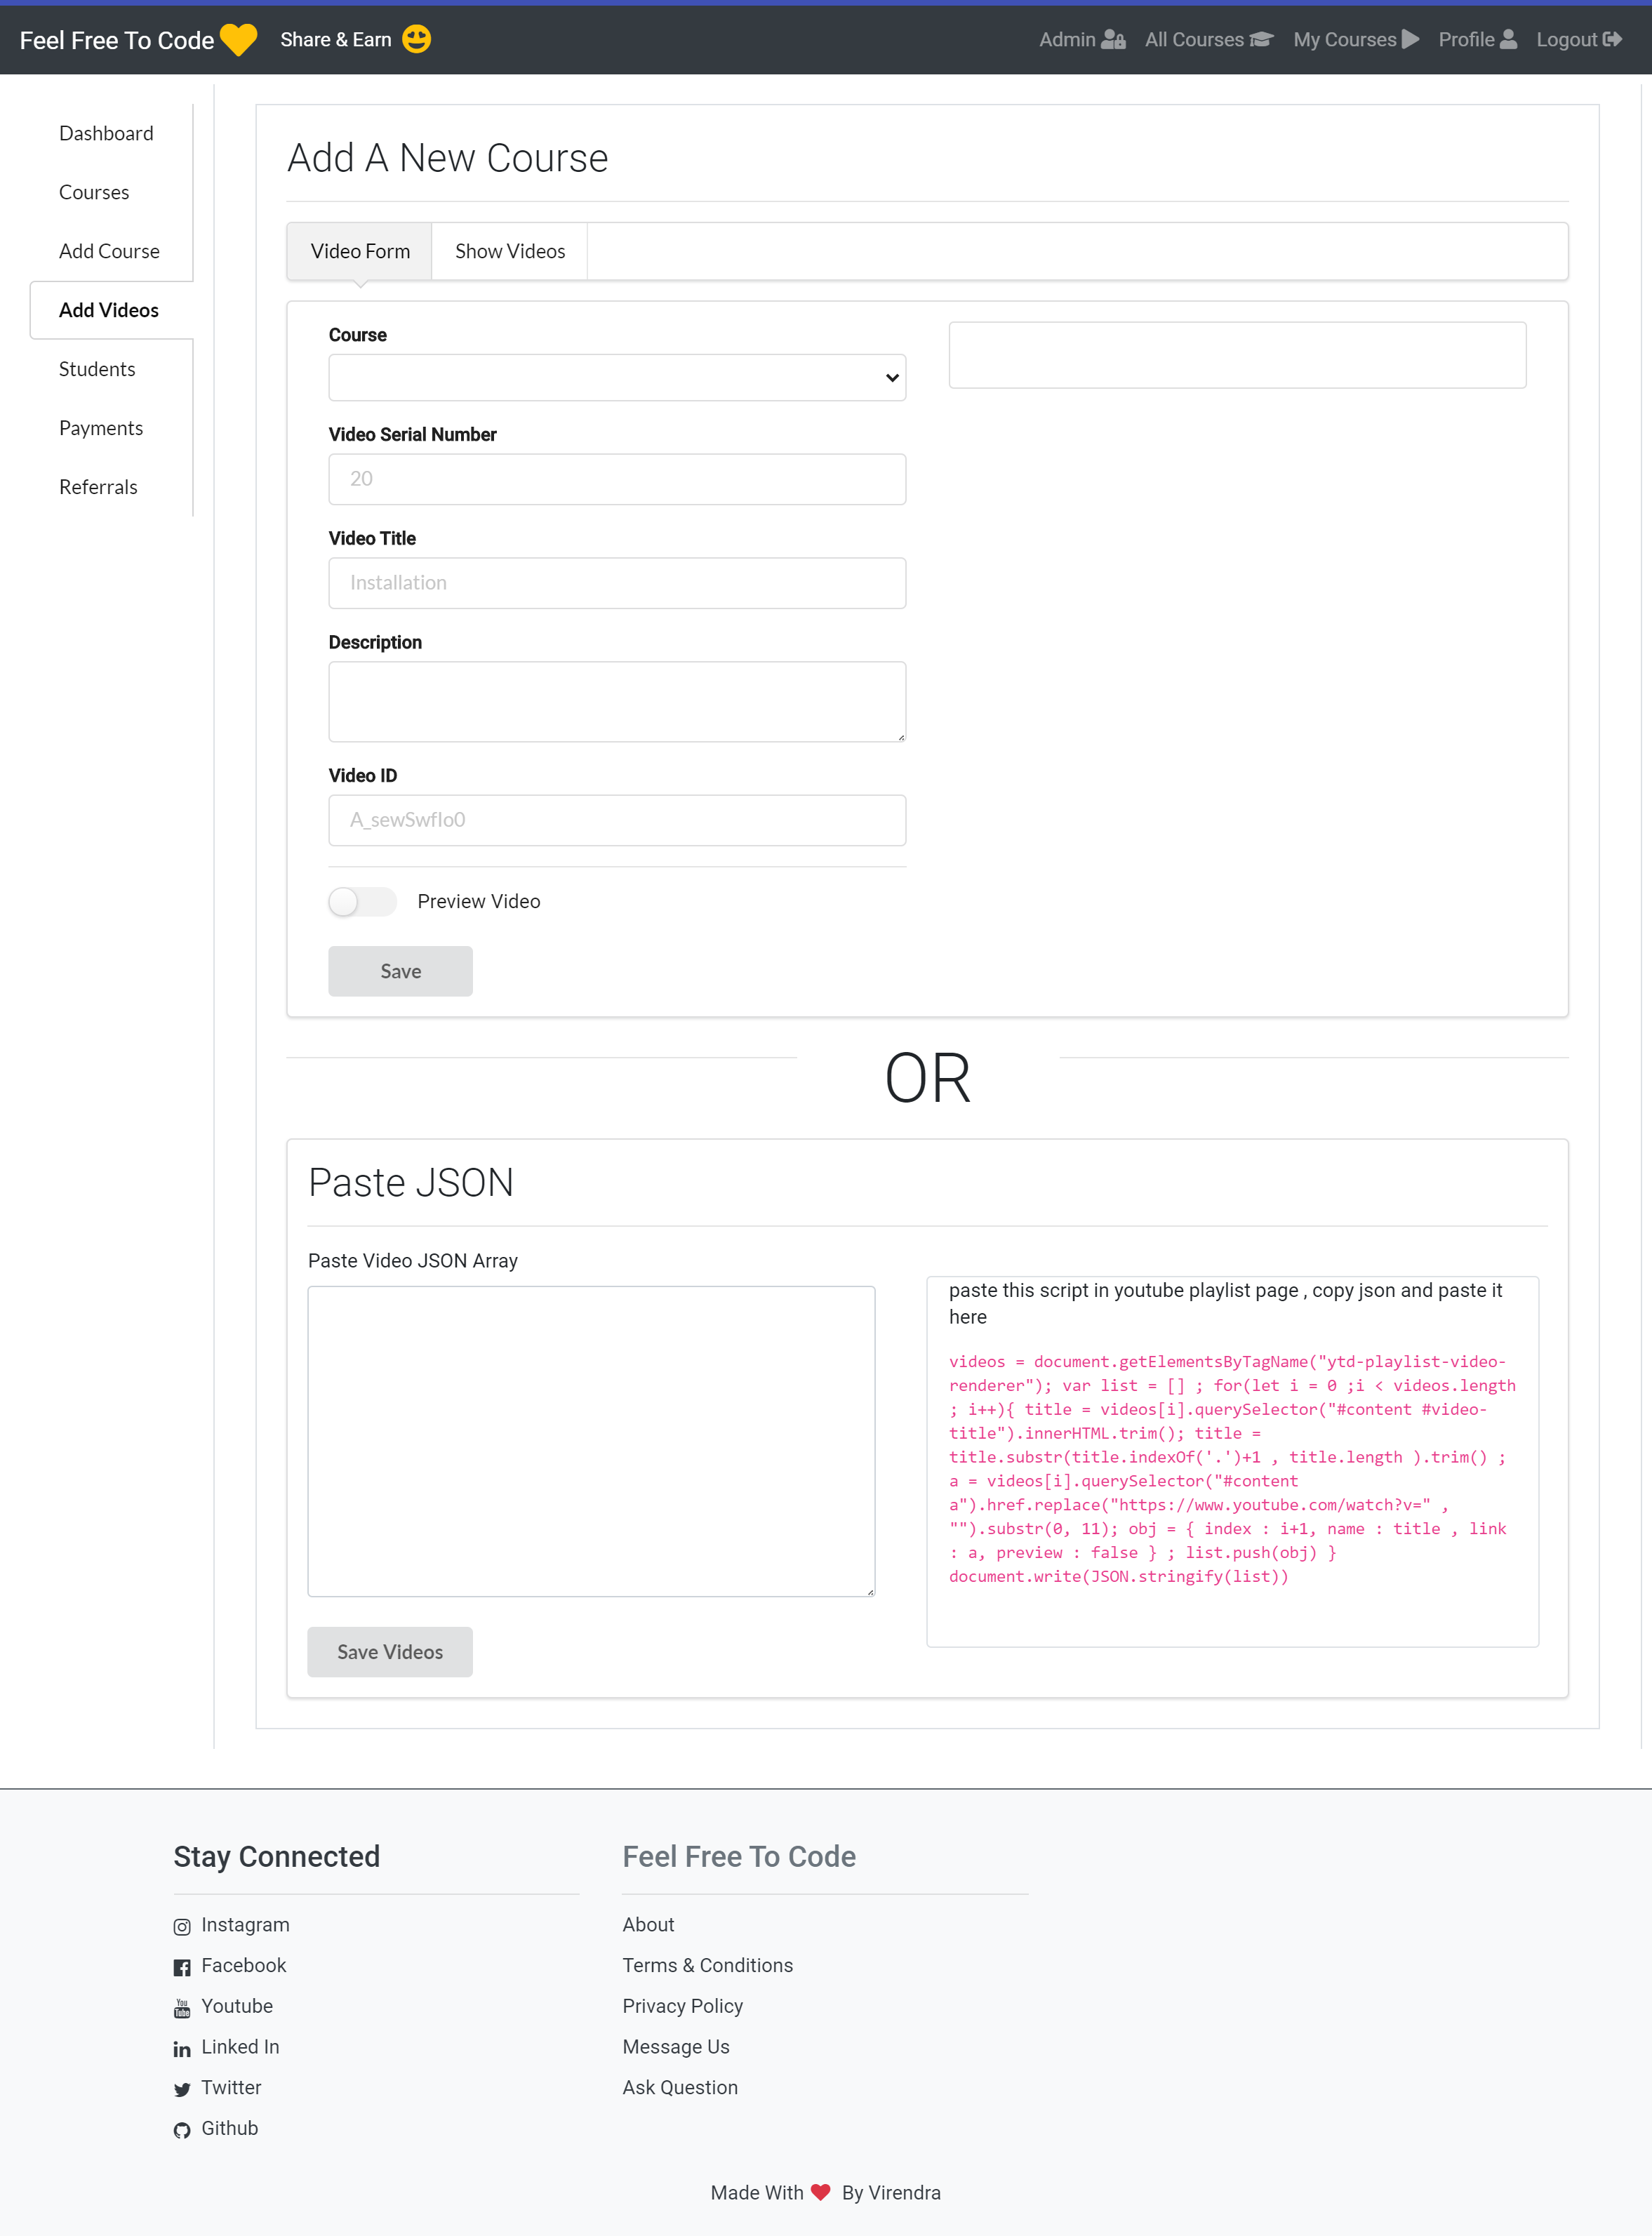 Feel Free To Code
Share & Earn
Admin
All Courses
My Courses
Profile
Logout
Dashboard
Courses
Add Course
Add Videos
Students
Payments
Referrals
Add A New Course
Video Form
Show Videos
Course
Video Serial Number
20
Video Title
Installation
Description
Video ID
A_sewSwfIo0
Preview Video
Save
OR
Paste JSON
Paste Video JSON Array
Save Videos
paste this script in youtube playlist page , copy json and paste it
here
videos = document.getElementsByTagName("ytd-playlist-video-
renderer"); var list = [] ; for(let i = 0 ;i < videos.length
; i++){ title = videos[i].querySelector("#content #video-
title").innerHTML.trim(); title =
title.substr(title.indexOf('.')+1 , title.length ).trim() ;
a = videos[i].querySelector("#content
a").href.replace("https://www.youtube.com/watch?v=" ,
"").substr(0, 11); obj = { index : i+1, name : title , link
: a, preview : false } ; list.push(obj) }
document.write(JSON.stringify(list))
Stay Connected
Instagram
Facebook
Youtube
Linked In
Twitter
Github
Feel Free To Code
About
Terms & Conditions
Privacy Policy
Message Us
Ask Question
Made With ❤ By Virendra